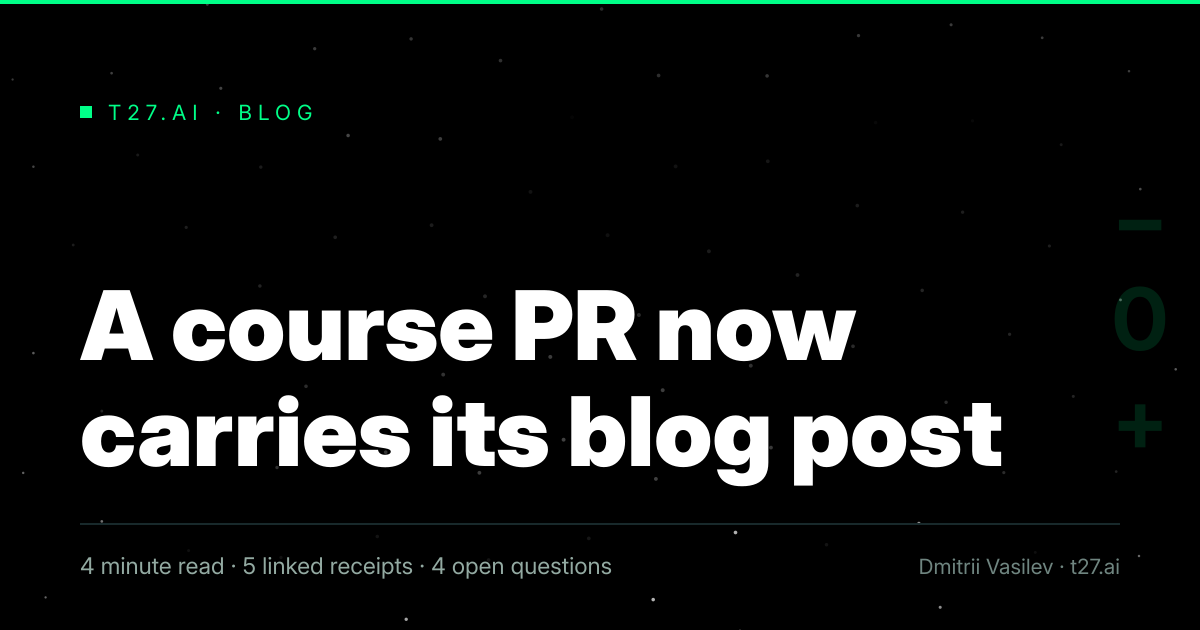 T27.AI · BLOG
−
0
+
A course PR now
carries its blog post
4 minute read · 5 linked receipts · 4 open questions
Dmitrii Vasilev · t27.ai